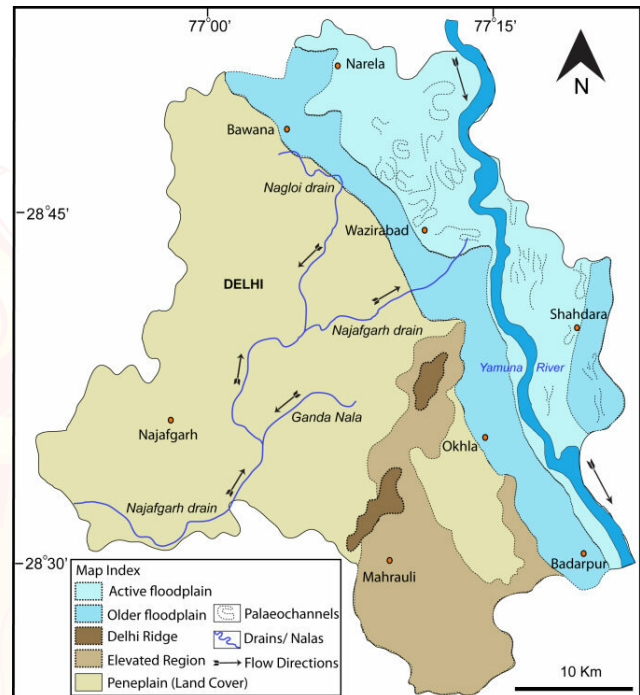 77°00'
77°15'
N
Narela
Bawana
Nagloi drain
28°45'
Wazirabad
DELHI
Shahdara
Najafgarh drain
Yamuna River
Ganda Nala
Najafgarh
Okhla
Najafgarh drain
28°30'
Mahrauli
Badarpur
Map Index
Active floodplain
Older floodplain
Palaeochannels
Delhi Ridge
Drains/ Nalas
Elevated Region
Flow Directions
Peneplain (Land Cover)
10 Km